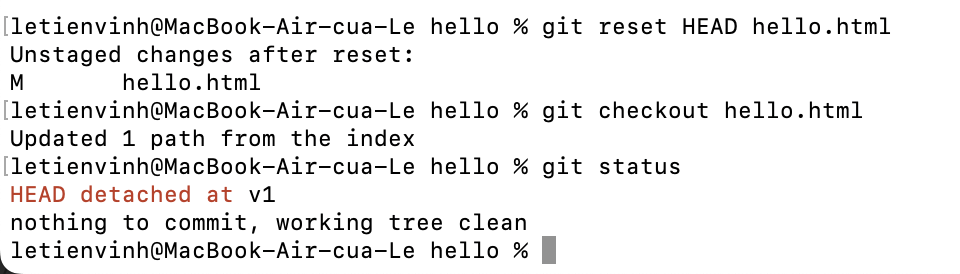 [letienvinh@MacBook-Air-cua-Le hello % git reset HEAD hello.html
Unstaged changes after reset:
M       hello.html
[letienvinh@MacBook-Air-cua-Le hello % git checkout hello.html
Updated 1 path from the index
[letienvinh@MacBook-Air-cua-Le hello % git status
HEAD detached at v1
nothing to commit, working tree clean
letienvinh@MacBook-Air-cua-Le hello %